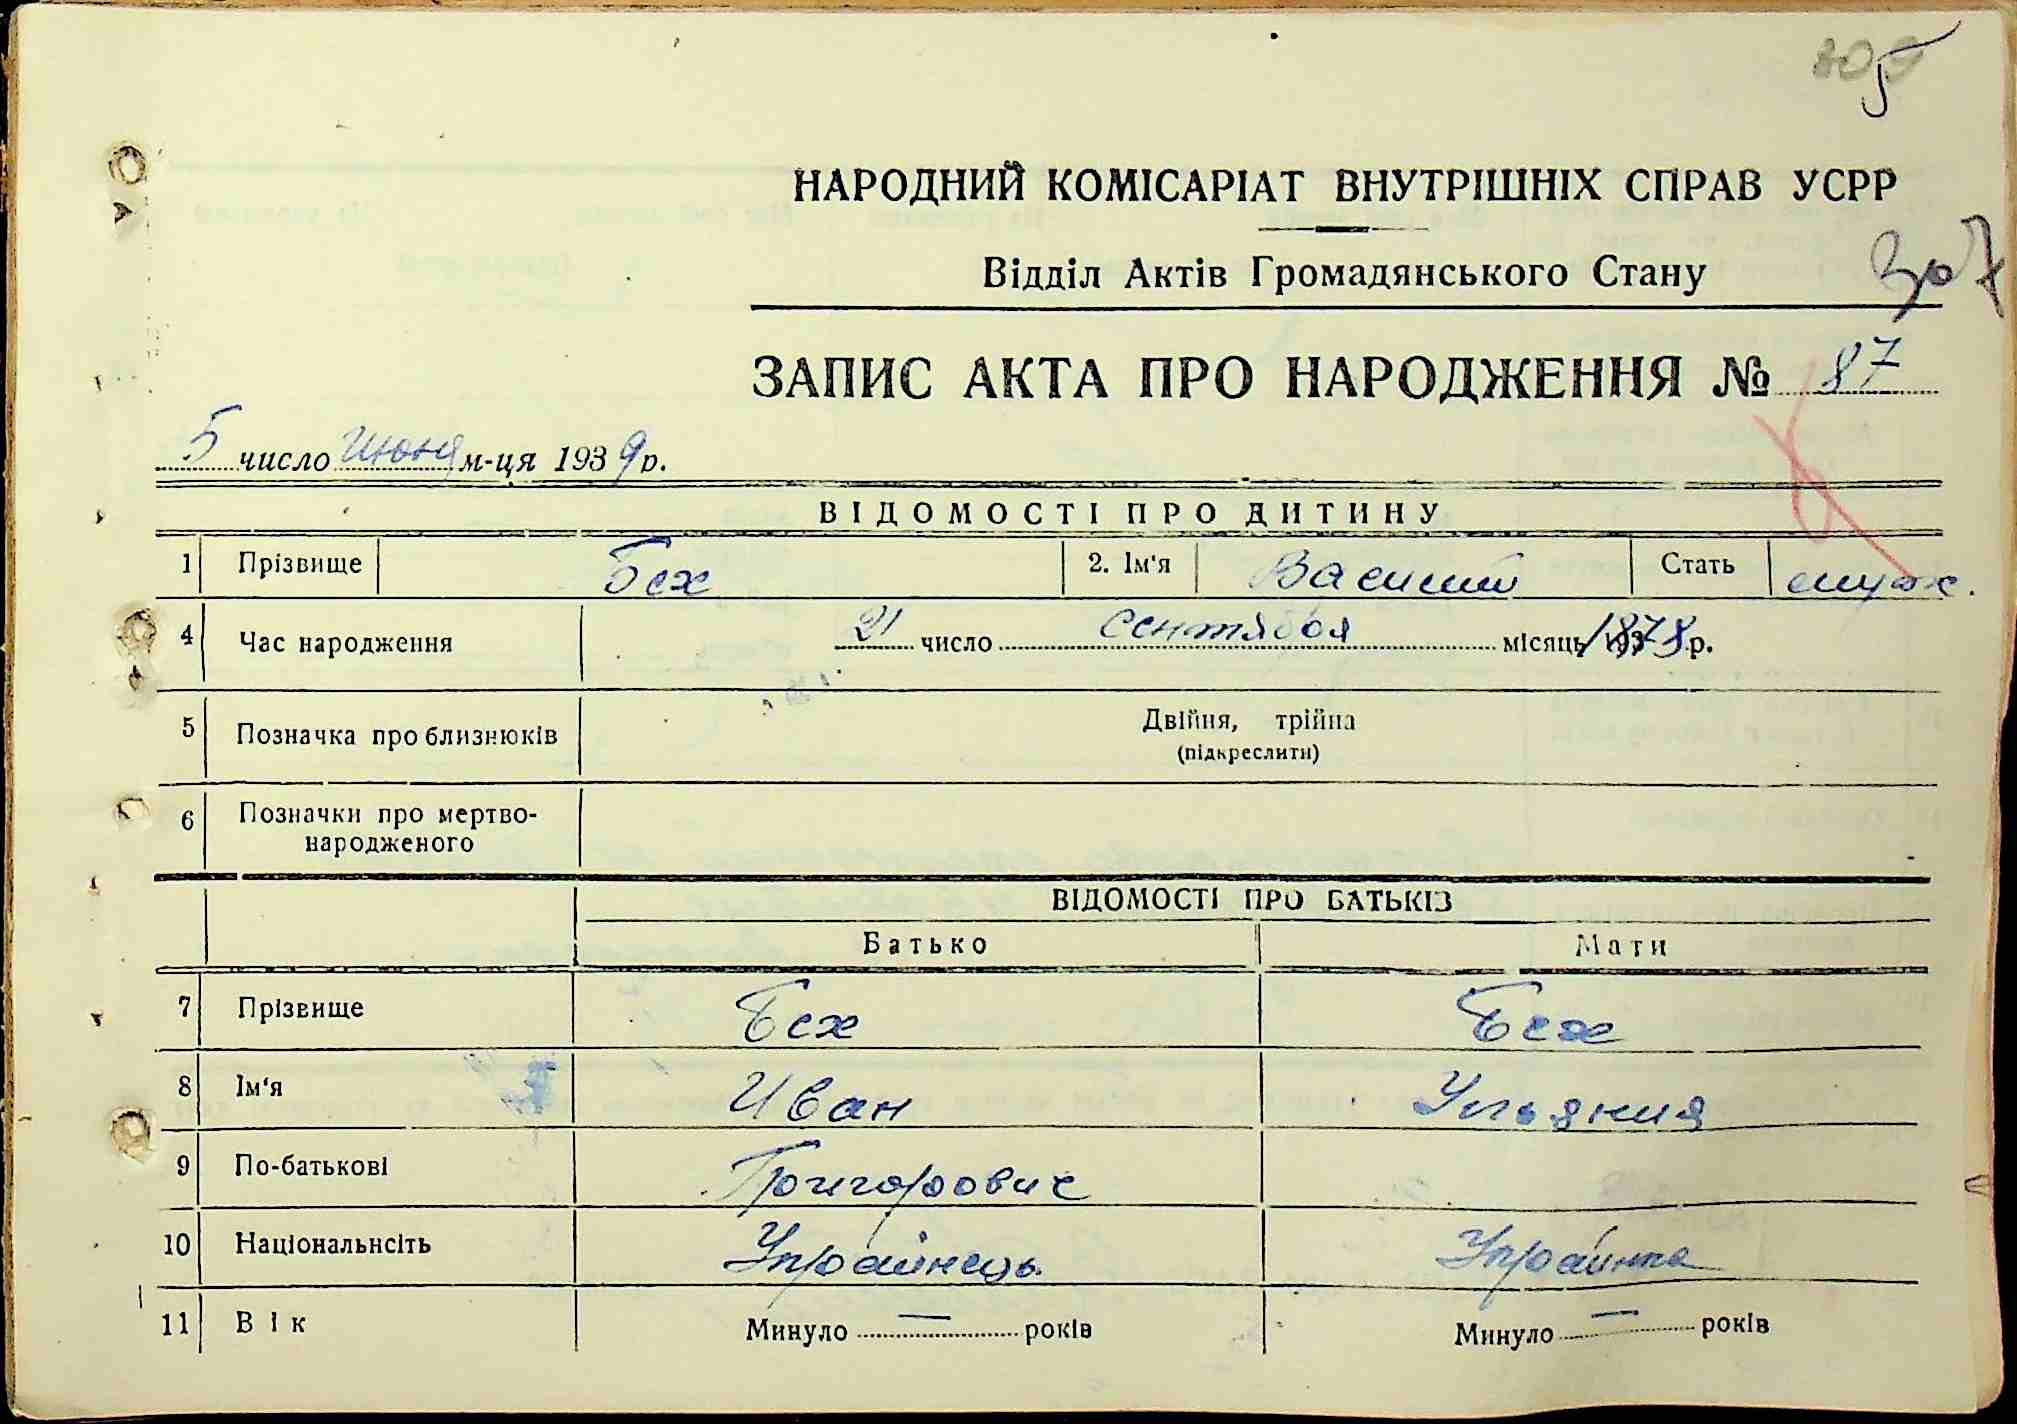 307
НАРОДНИЙ КОМІСАРІАТ ВНУТРІШНІХ СПРАВ УСРР
Відділ Актів Громадянського Стану
ЗАПИС АКТА ПРО НАРОДЖЕННЯ № 87
5 число Июня м-ця 1939 р.
ВІДОМОСТІ ПРО ДИТИНУ
1 Прізвище Бех 2. Ім'я Василий Стать муж.
4 Час народження 21 число сентября місяць 1878 р.
5 Позначка про близнюків Двійня, трійна
(підкреслити)
6 Позначки про мертво-
народженого
ВІДОМОСТІ ПРО БАТЬКІВ
Батько Мати
7 Прізвище Бех Бех
8 Ім'я Иван Ульяния
9 По-батькові Григорович
10 Національнсіть Украйнець Украинка
11 Вік Минуло — років Минуло — років